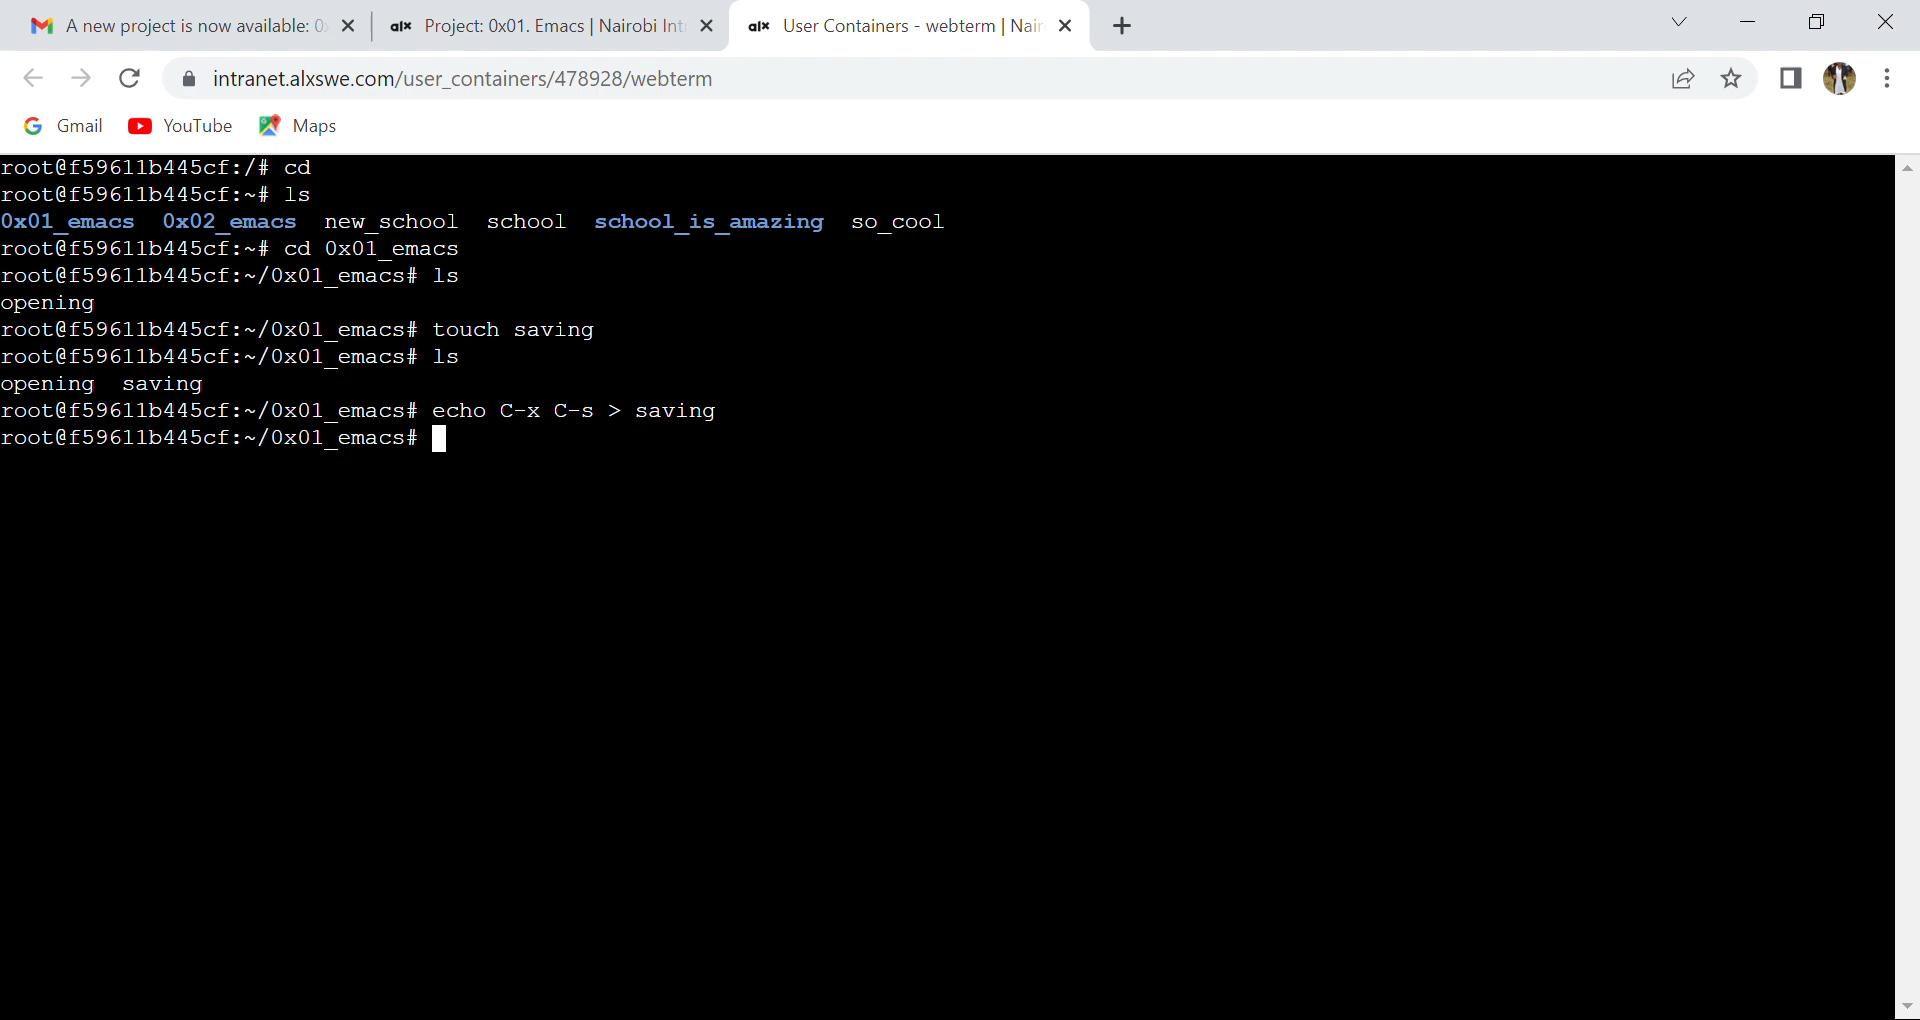 A new project is now available: 0x
alx Project: 0x01. Emacs | Nairobi Int
alx User Containers - webterm | Nair
intranet.alxswe.com/user_containers/478928/webterm
Gmail YouTube Maps
root@f59611b445cf:/# cd
root@f59611b445cf:~# ls
0x01_emacs  0x02_emacs  new_school  school  school_is_amazing  so_cool
root@f59611b445cf:~# cd 0x01_emacs
root@f59611b445cf:~/0x01_emacs# ls
opening
root@f59611b445cf:~/0x01_emacs# touch saving
root@f59611b445cf:~/0x01_emacs# ls
opening  saving
root@f59611b445cf:~/0x01_emacs# echo C-x C-s > saving
root@f59611b445cf:~/0x01_emacs#